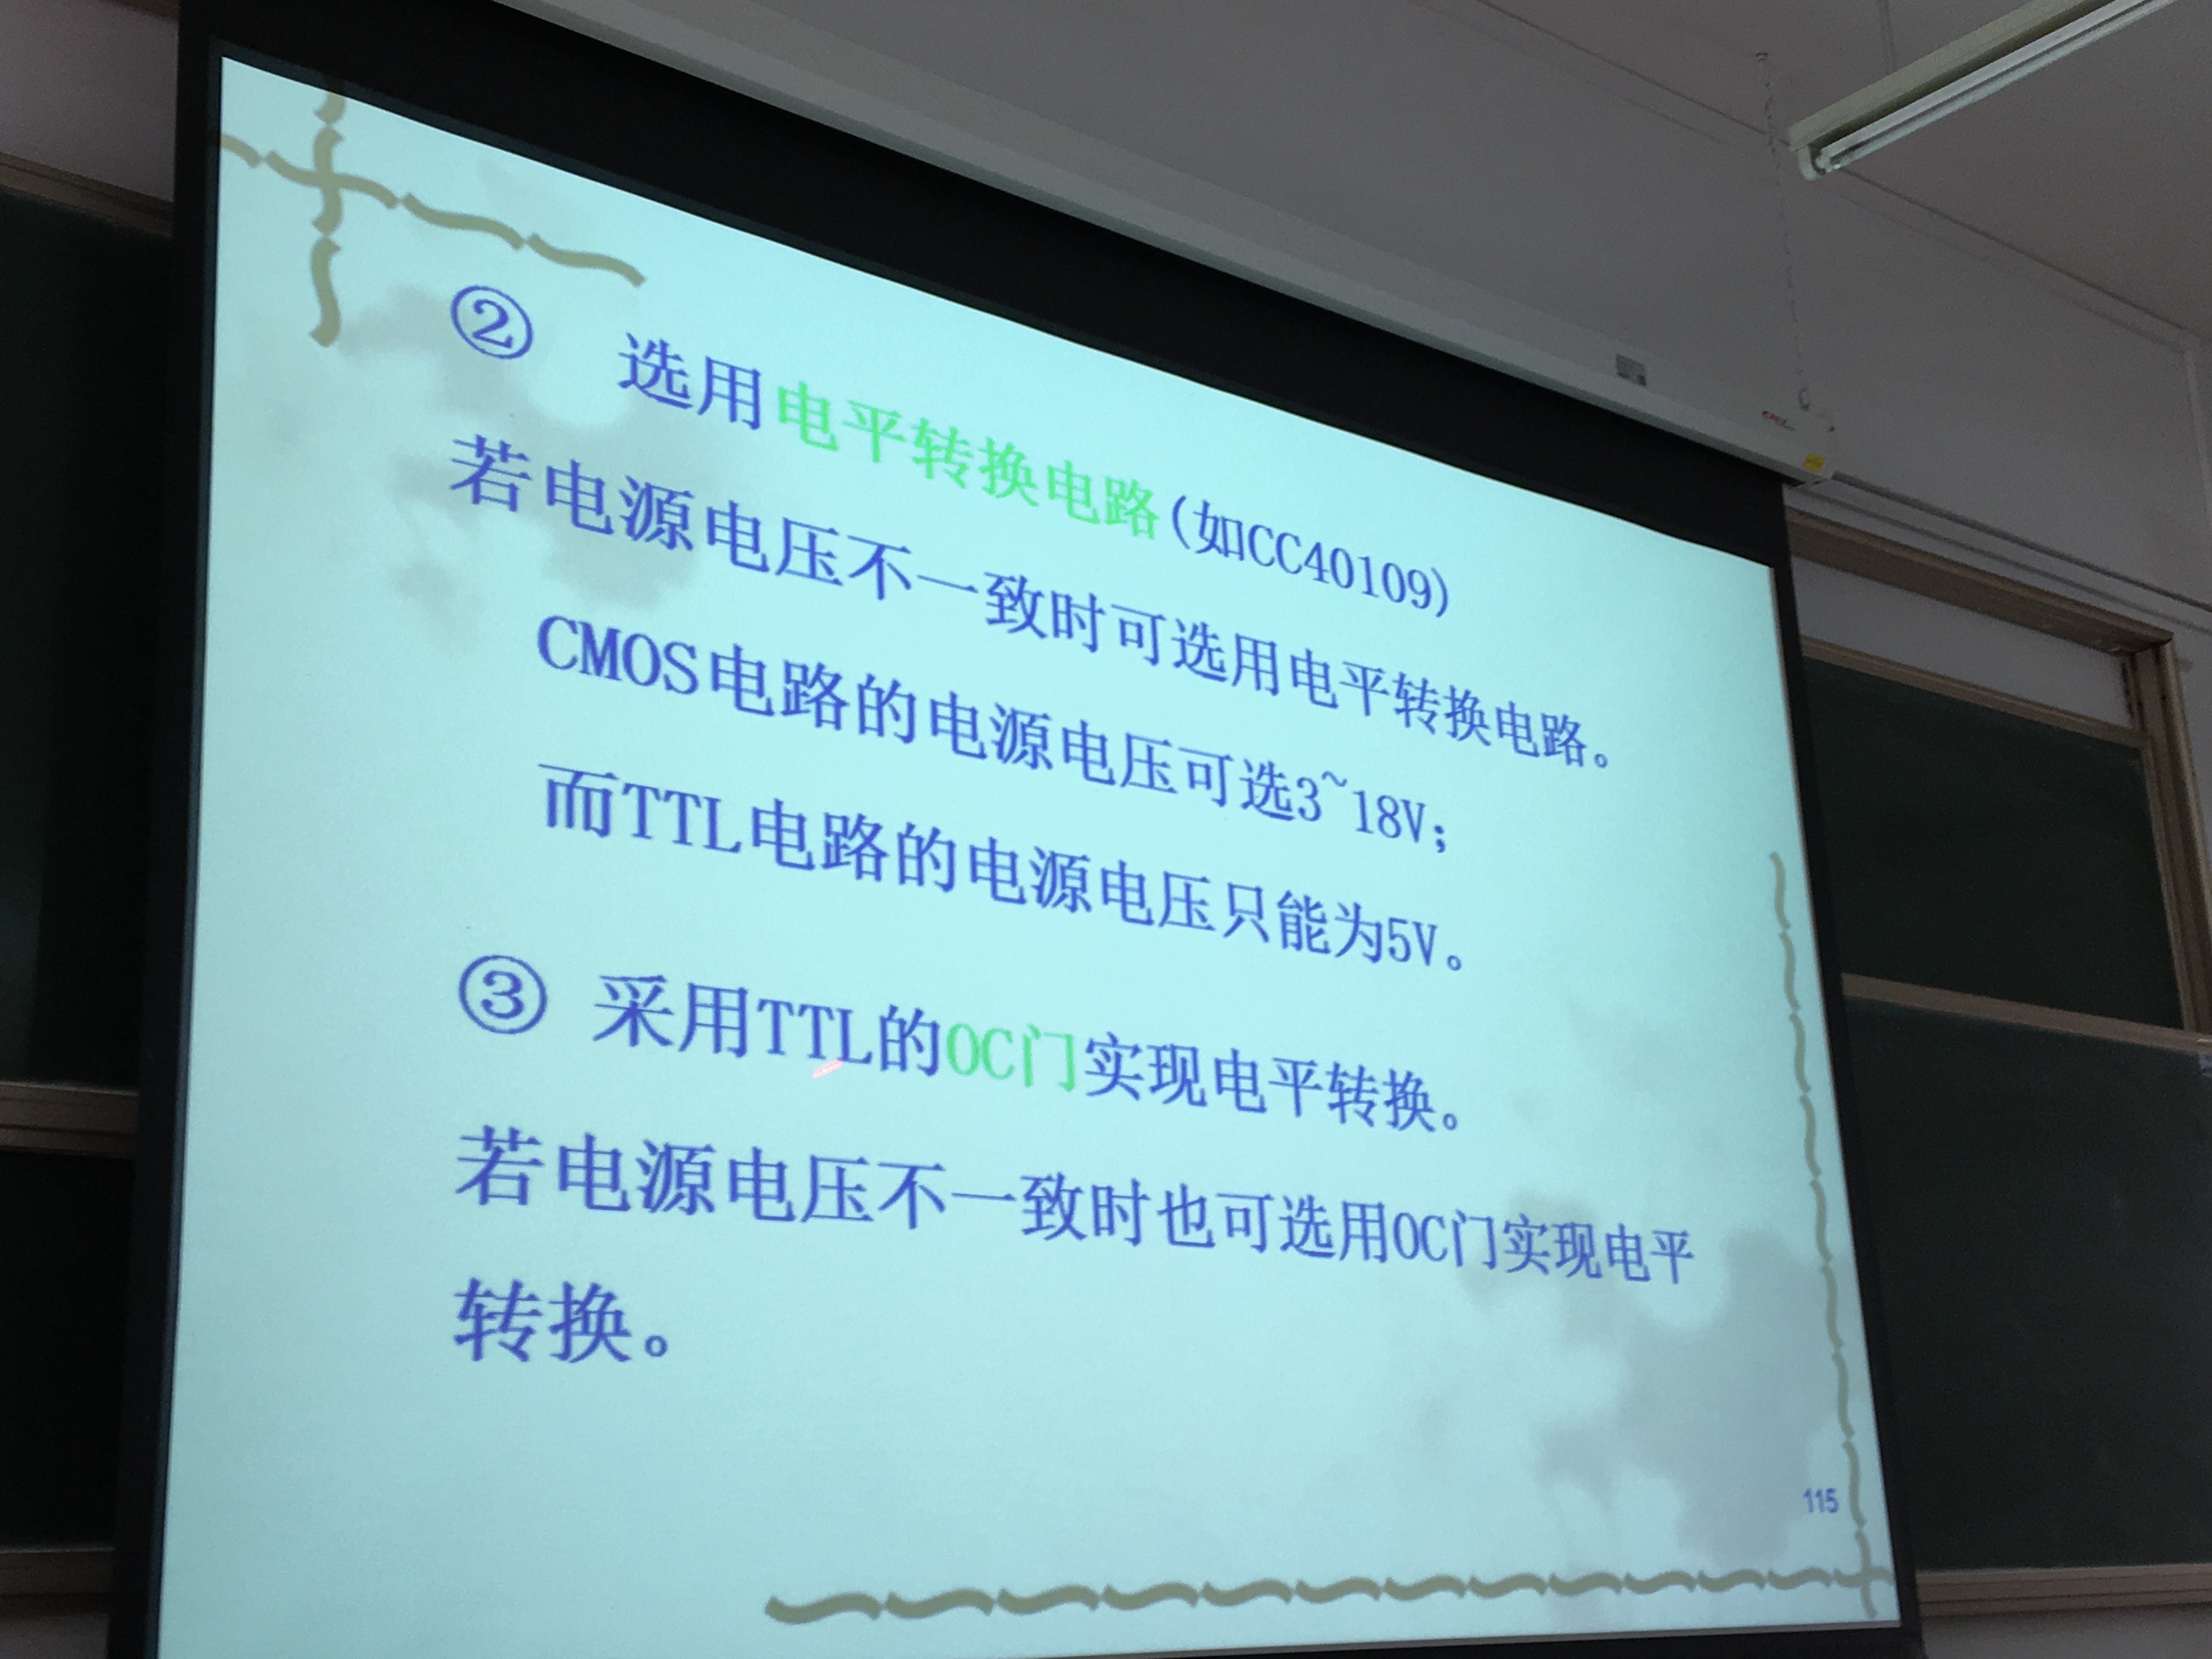 ② 选用电平转换电路(如CC40109)
若电源电压不一致时可选用电平转换电路。
CMOS电路的电源电压可选3~18V;
而TTL电路的电源电压只能为5V。
③ 采用TTL的OC门实现电平转换。
若电源电压不一致时也可选用OC门实现电平
转换。
115